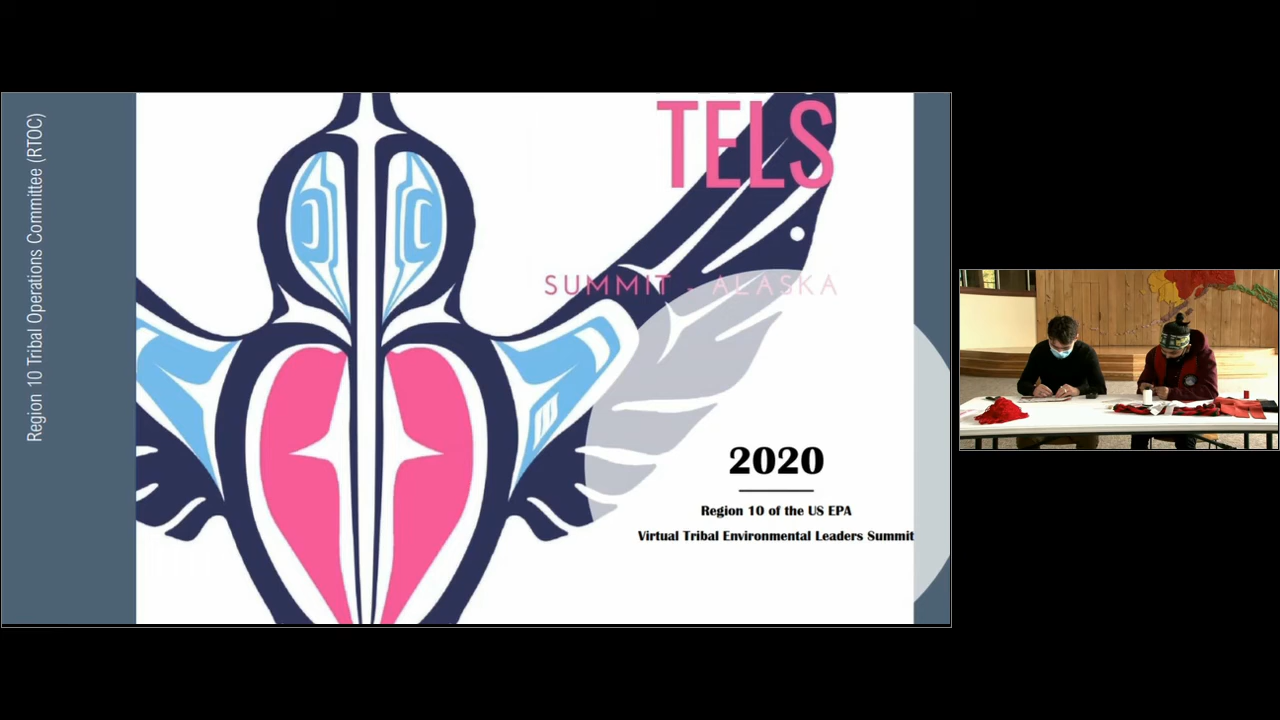 Region 10 Tribal Operations Committee (RTOC)
TELS
SUMMIT - ALASKA
2020
Region 10 of the US EPA
Virtual Tribal Environmental Leaders Summit